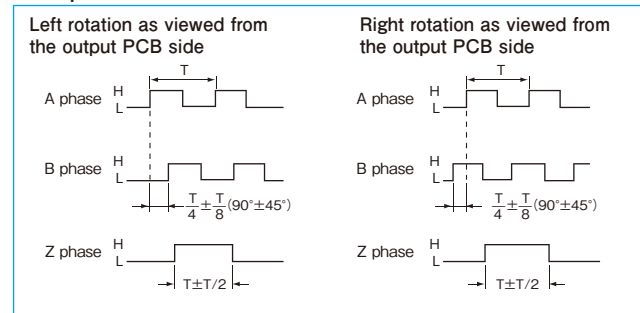 Left rotation as viewed from
the output PCB side
T
A phase H
L
B phase H
L
T/4±T/8(90°±45°)
Z phase H
L
T±T/2
Right rotation as viewed from
the output PCB side
T
A phase H
L
B phase H
L
T/4±T/8(90°±45°)
Z phase H
L
T±T/2